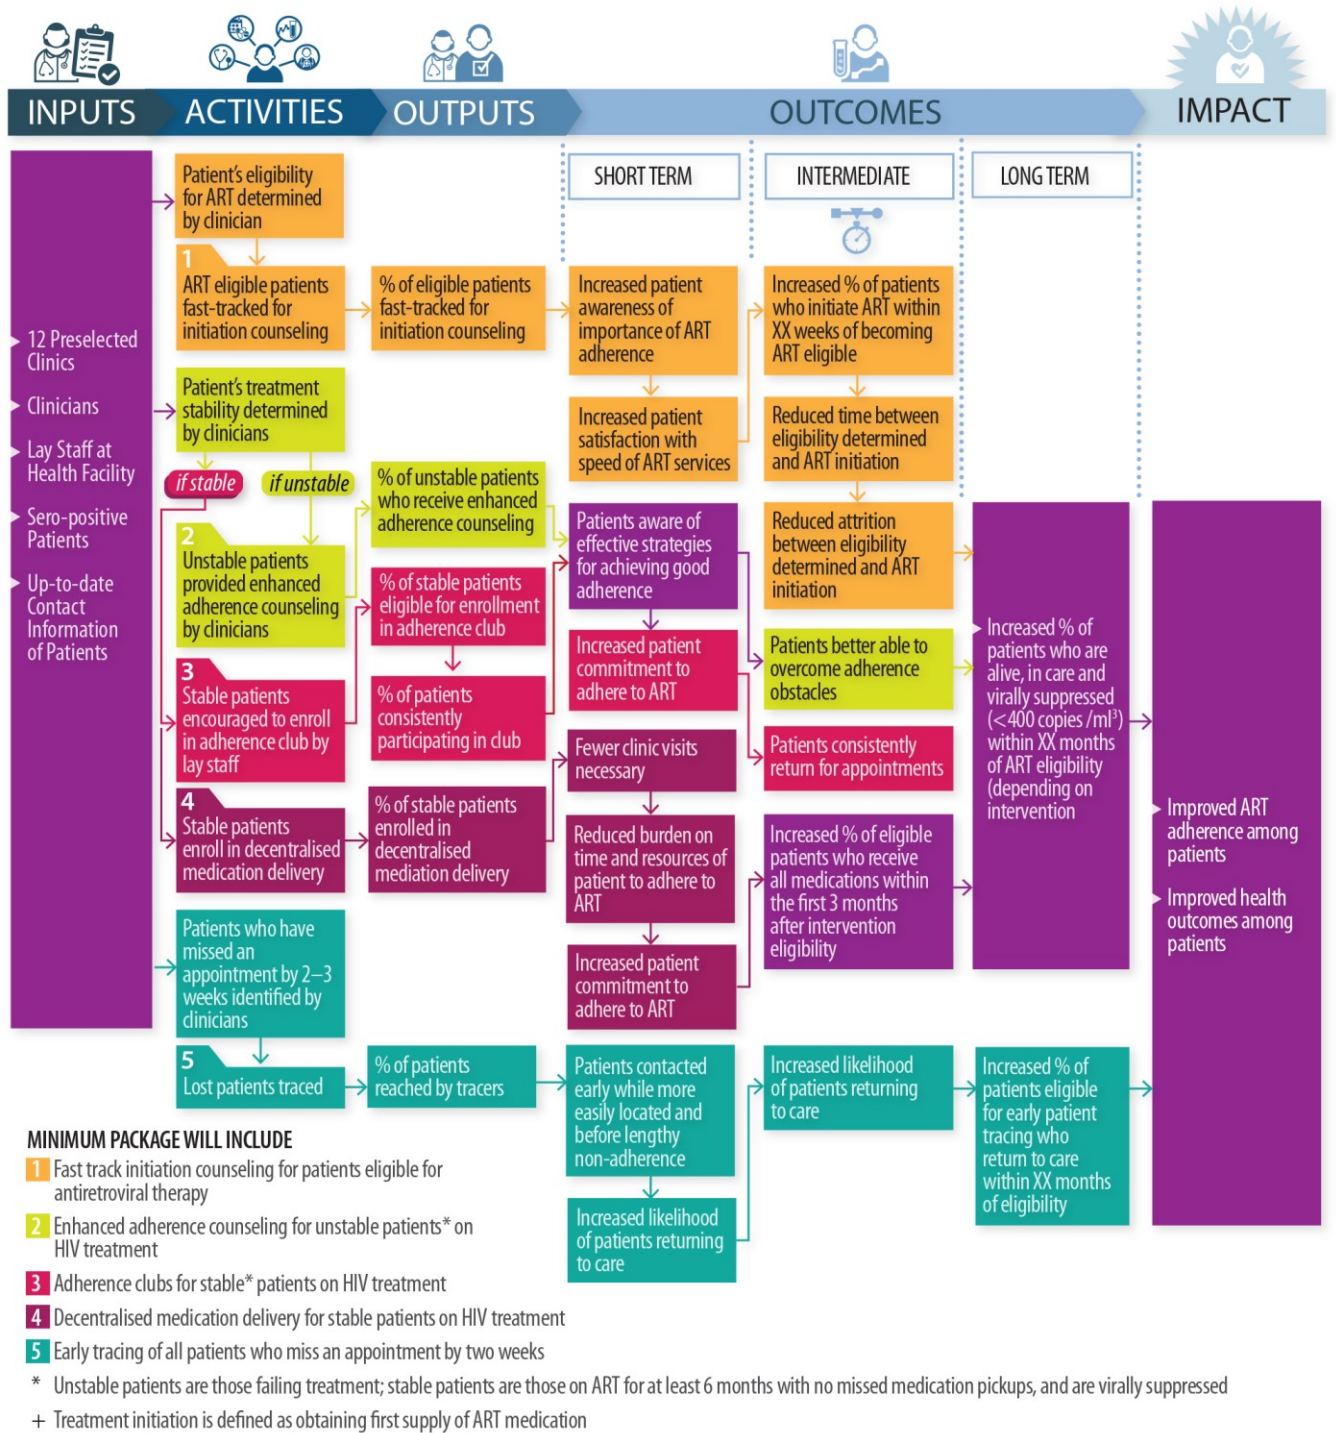 INPUTS
ACTIVITIES
OUTPUTS
OUTCOMES
IMPACT
SHORT TERM
INTERMEDIATE
LONG TERM
12 Preselected
Clinics
Clinicians
Lay Staff at
Health Facility
Sero-positive
Patients
Up-to-date
Contact
Information
of Patients
Patient's eligibility
for ART determined
by clinician
1
ART eligible patients
fast-tracked for
initiation counseling
% of eligible patients
fast-tracked for
initiation counseling
Increased patient
awareness of
importance of ART
adherence
Increased patient
satisfaction with
speed of ART services
Increased % of patients
who initiate ART within
XX weeks of becoming
ART eligible
Reduced time between
eligibility determined
and ART initiation
Reduced attrition
between eligibility
determined and ART
initiation
Patient's treatment
stability determined
by clinicians
if stable
if unstable
2
Unstable patients
provided enhanced
adherence counseling
by clinicians
% of unstable patients
who receive enhanced
adherence counseling
Patients aware of
effective strategies
for achieving good
adherence
Patients better able to
overcome adherence
obstacles
3
Stable patients
encouraged to enroll
in adherence club by
lay staff
% of stable patients
eligible for enrollment
in adherence club
% of patients
consistently
participating in club
Increased patient
commitment to
adhere to ART
Patients consistently
return for appointments
4
Stable patients
enroll in decentralised
medication delivery
% of stable patients
enrolled in
decentralised
mediation delivery
Fewer clinic visits
necessary
Reduced burden on
time and resources of
patient to adhere to
ART
Increased patient
commitment to
adhere to ART
Increased % of eligible
patients who receive
all medications within
the first 3 months
after intervention
eligibility
Increased % of
patients who are
alive, in care and
virally suppressed
(<400 copies /ml³)
within XX months
of ART eligibility
(depending on
intervention
Improved ART
adherence among
patients
Improved health
outcomes among
patients
Patients who have
missed an
appointment by 2–3
weeks identified by
clinicians
5
Lost patients traced
% of patients
reached by tracers
Patients contacted
early while more
easily located and
before lengthy
non-adherence
Increased likelihood
of patients returning
to care
Increased likelihood
of patients returning
to care
Increased % of
patients eligible
for early patient
tracing who
return to care
within XX months
of eligibility
MINIMUM PACKAGE WILL INCLUDE
1 Fast track initiation counseling for patients eligible for
antiretroviral therapy
2 Enhanced adherence counseling for unstable patients* on
HIV treatment
3 Adherence clubs for stable* patients on HIV treatment
4 Decentralised medication delivery for stable patients on HIV treatment
5 Early tracing of all patients who miss an appointment by two weeks
* Unstable patients are those failing treatment; stable patients are those on ART for at least 6 months with no missed medication pickups, and are virally suppressed
+ Treatment initiation is defined as obtaining first supply of ART medication